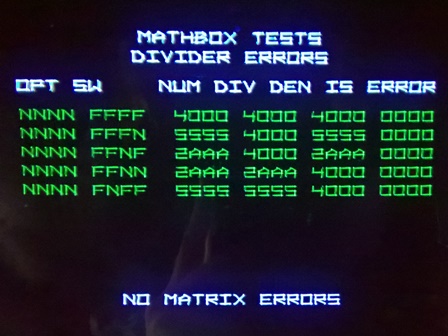 MATHBOX TESTS
DIVIDER ERRORS
OPT SW NUM DIV DEN IS ERROR
NNNN FFFF 4000 4000 4000 0000
NNNN FFFN 5555 4000 5555 0000
NNNN FFNF 2AAA 4000 2AAA 0000
NNNN FFNN 2AAA 2AAA 4000 0000
NNNN FNFF 5555 5555 4000 0000
NO MATRIX ERRORS